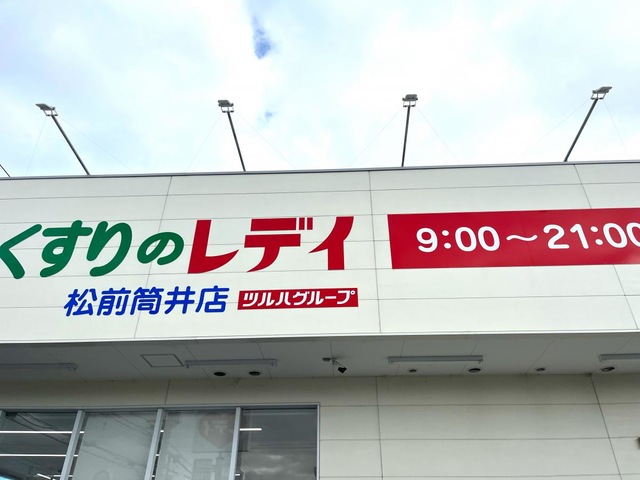 くすりのレデイ
9:00～21:00
松前筒井店
ツルハグループ